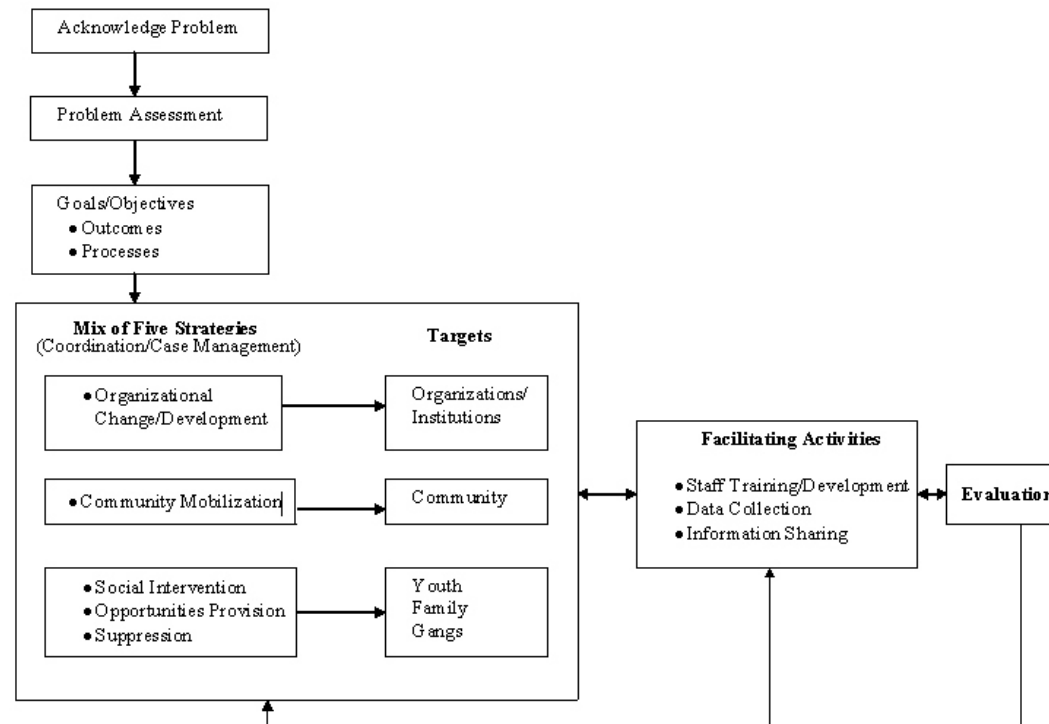 Acknowledge Problem
Problem Assessment
Goals/Objectives
● Outcomes
● Processes
Mix of Five Strategies
(Coordination/Case Management)
Targets
● Organizational
Change/Development
Organizations/
Institutions
● Community Mobilization
Community
● Social Intervention
● Opportunities Provision
● Suppression
Youth
Family
Gangs
Facilitating Activities
● Staff Training/Development
● Data Collection
● Information Sharing
Evaluation